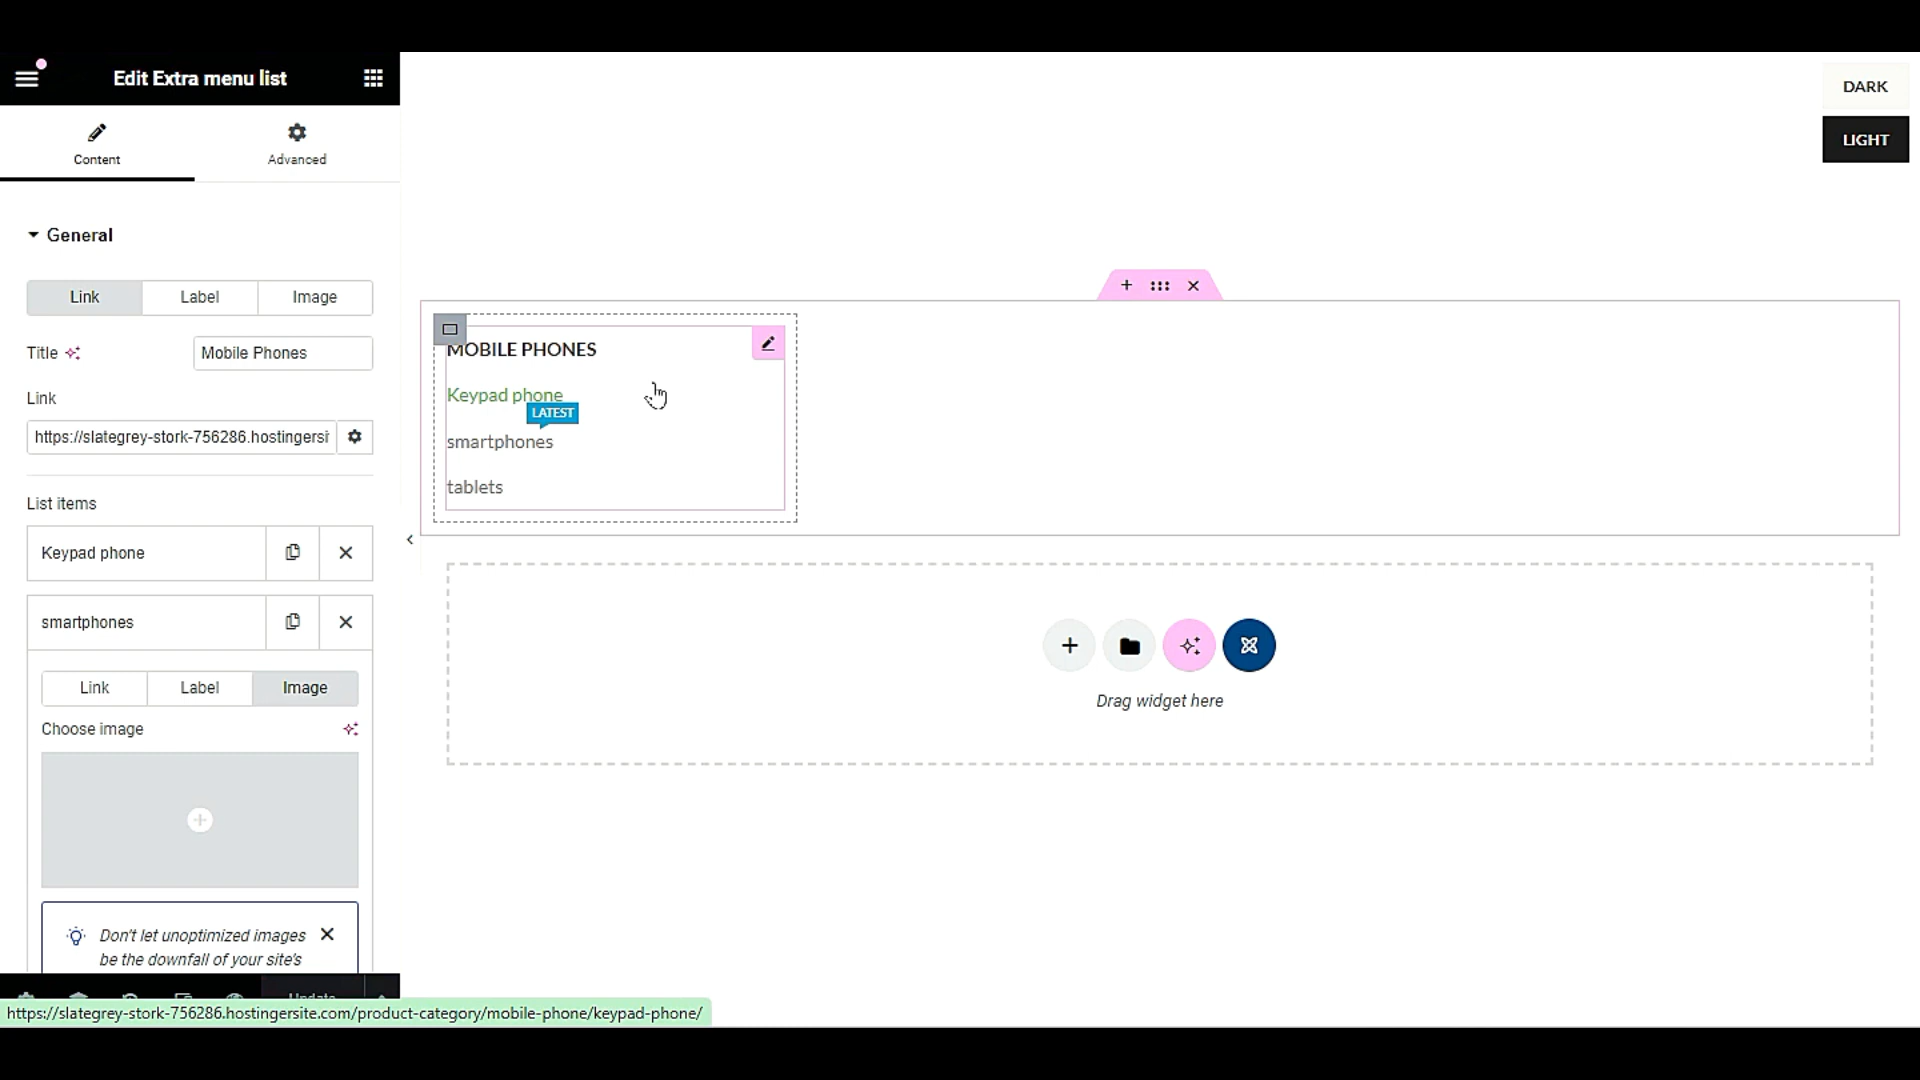 Edit Extra menu list
Content
Advanced
General
Link
Label
Image
Title
Mobile Phones
Link
https://slategrey-stork-756286.hostingersi
List items
Keypad phone
smartphones
Link
Label
Image
Choose image
Don't let unoptimized images
be the downfall of your site's
Update
https://slategrey-stork-756286.hostingersite.com/product-category/mobile-phone/keypad-phone/
DARK
LIGHT
MOBILE PHONES
Keypad phone
LATEST
smartphones
tablets
Drag widget here